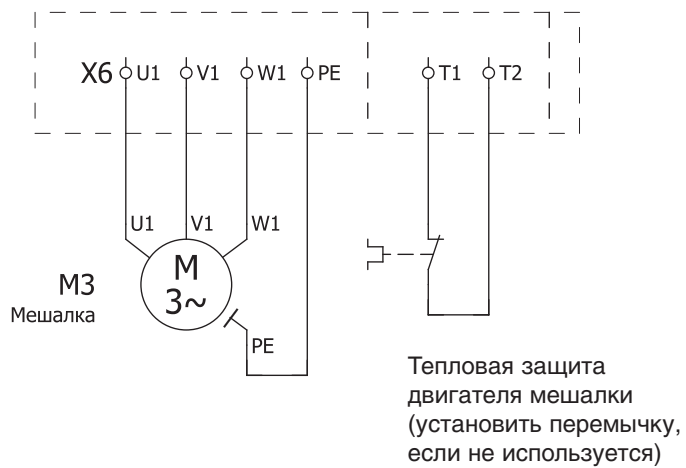 X6 U1 V1 W1 PE T1 T2
U1 V1 W1
M
3~
M3
Мешалка
PE
Тепловая защита
двигателя мешалки
(установить перемычку,
если не используется)